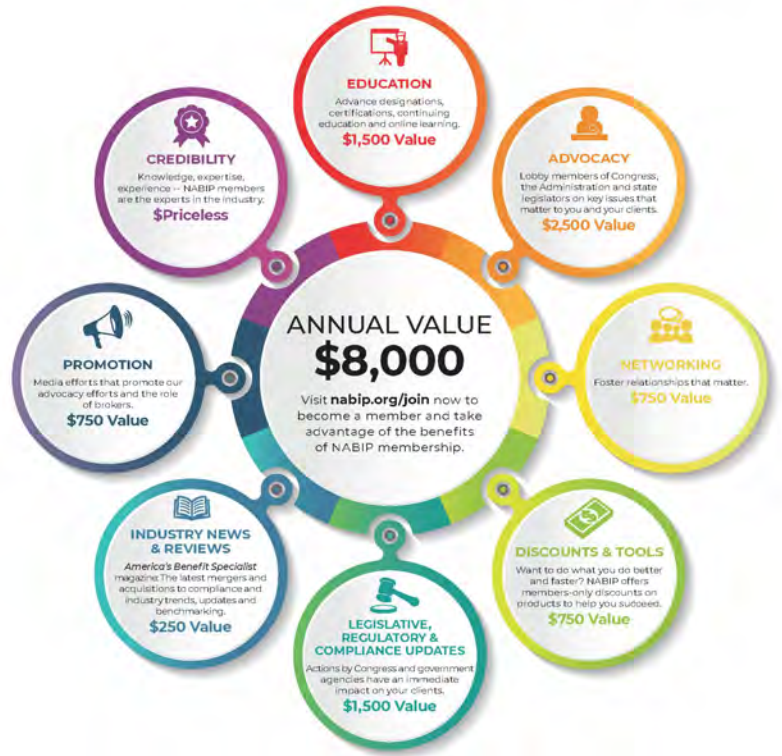 EDUCATION
Advance designations,
certifications, continuing
education and online learning.
$1,500 Value
ADVOCACY
Lobby members of Congress,
the Administration and state
legislators on key issues that
matter to you and your clients.
$2,500 Value
NETWORKING
Foster relationships that matter.
$750 Value
DISCOUNTS & TOOLS
Want to do what you do better
and faster? NABIP offers
members-only discounts on
products to help you succeed.
$750 Value
LEGISLATIVE,
REGULATORY &
COMPLIANCE UPDATES
Actions by Congress and government
agencies have an immediate
impact on your clients.
$1,500 Value
INDUSTRY NEWS
& REVIEWS
America's Benefit Specialist
magazine: The latest mergers and
acquisitions to compliance and
industry trends, updates and
benchmarking.
$250 Value
PROMOTION
Media efforts that promote our
advocacy efforts and the role
of brokers.
$750 Value
CREDIBILITY
Knowledge, expertise,
experience -- NABIP members
are the experts in the industry.
$Priceless
ANNUAL VALUE
$8,000
Visit nabip.org/join now to
become a member and take
advantage of the benefits
of NABIP membership.